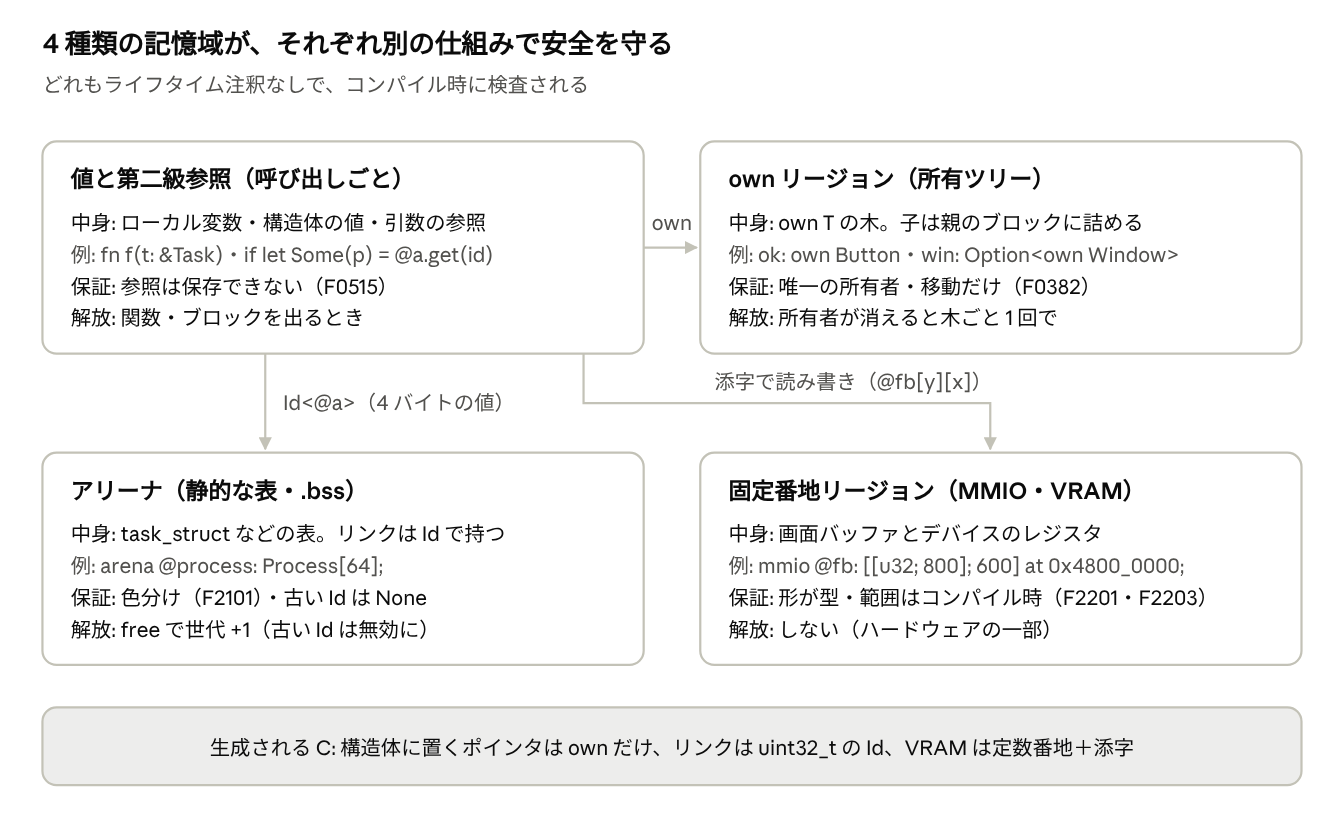 4 種類の記憶域が、それぞれ別の仕組みで安全を守る
どれもライフタイム注釈なしで、コンパイル時に検査される
値と第二級参照（呼び出しごと）
中身: ローカル変数・構造体の値・引数の参照
例: fn f(t: &Task)・if let Some(p) = @a.get(id)
保証: 参照は保存できない（F0515）
解放: 関数・ブロックを出るとき
own
own リージョン（所有ツリー）
中身: own T の木。子は親のブロックに詰める
例: ok: own Button・win: Option<own Window>
保証: 唯一の所有者・移動だけ（F0382）
解放: 所有者が消えると木ごと 1 回で
Id<@a>（4 バイトの値）
添字で読み書き（@fb[y][x]）
アリーナ（静的な表・.bss）
中身: task_struct などの表。リンクは Id で持つ
例: arena @process: Process[64];
保証: 色分け（F2101）・古い Id は None
解放: free で世代 +1（古い Id は無効に）
固定番地リージョン（MMIO・VRAM）
中身: 画面バッファとデバイスのレジスタ
例: mmio @fb: [[u32; 800]; 600] at 0x4800_0000;
保証: 形が型・範囲はコンパイル時（F2201・F2203）
解放: しない（ハードウェアの一部）
生成される C: 構造体に置くポインタは own だけ、リンクは uint32_t の Id、VRAM は定数番地＋添字